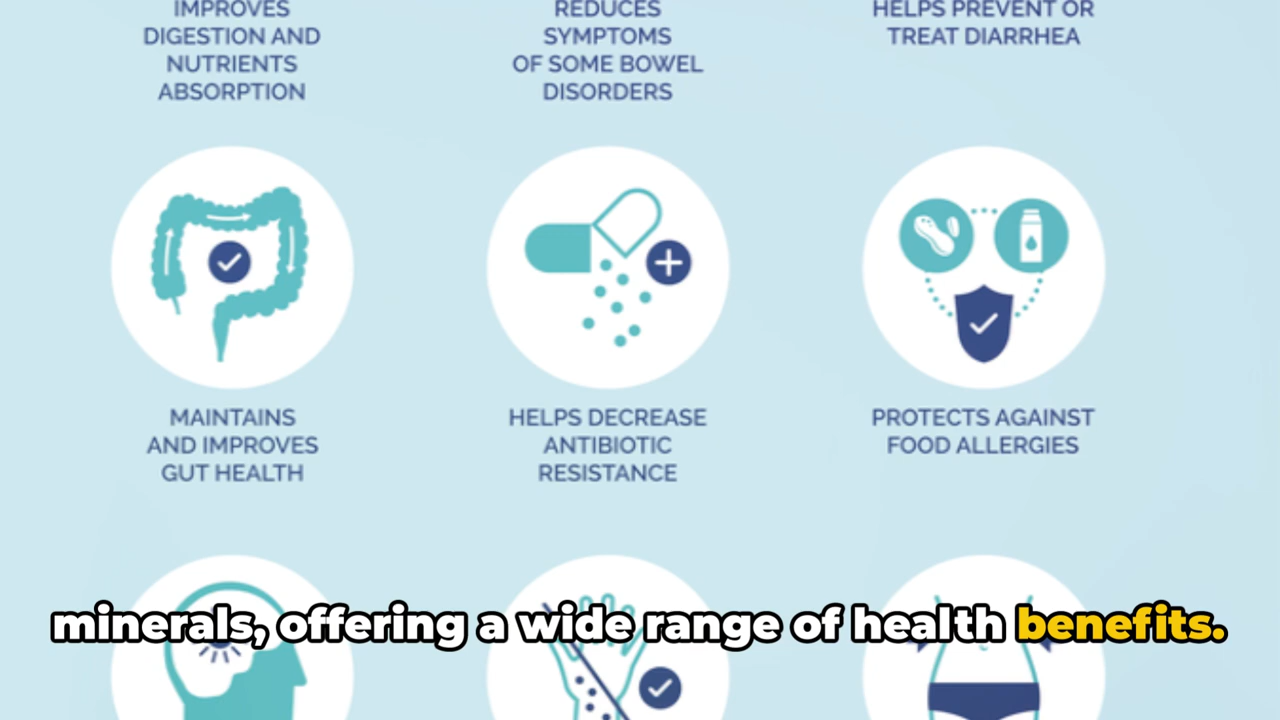 IMPROVES
DIGESTION AND
NUTRIENTS
ABSORPTION
REDUCES
SYMPTOMS
OF SOME BOWEL
DISORDERS
HELPS PREVENT OR
TREAT DIARRHEA
MAINTAINS
AND IMPROVES
GUT HEALTH
HELPS DECREASE
ANTIBIOTIC
RESISTANCE
PROTECTS AGAINST
FOOD ALLERGIES
minerals, offering a wide range of health benefits.